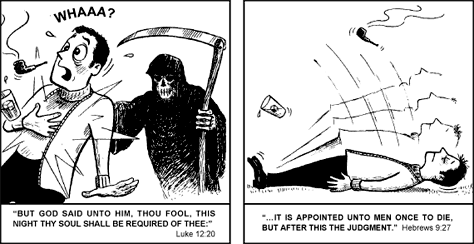 WHAAA?
“BUT GOD SAID UNTO HIM, THOU FOOL, THIS
NIGHT THY SOUL SHALL BE REQUIRED OF THEE:”
Luke 12:20
“...IT IS APPOINTED UNTO MEN ONCE TO DIE,
BUT AFTER THIS THE JUDGMENT.” Hebrews 9:27